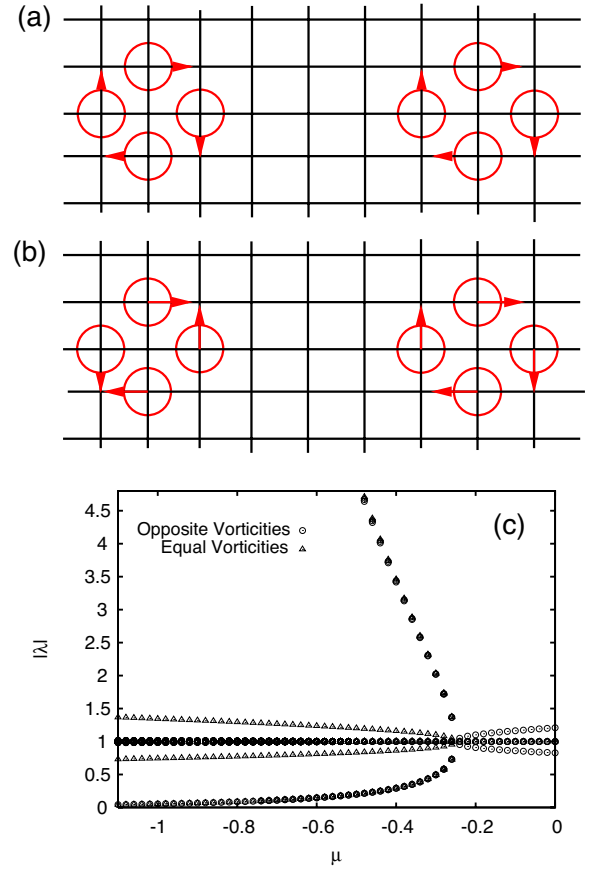 (a)
(b)
(c)
Opposite Vorticities
Equal Vorticities
4.5
4
3.5
3
2.5
2
1.5
1
0.5
0
|λ|
-1
-0.8
-0.6
-0.4
-0.2
0
μ